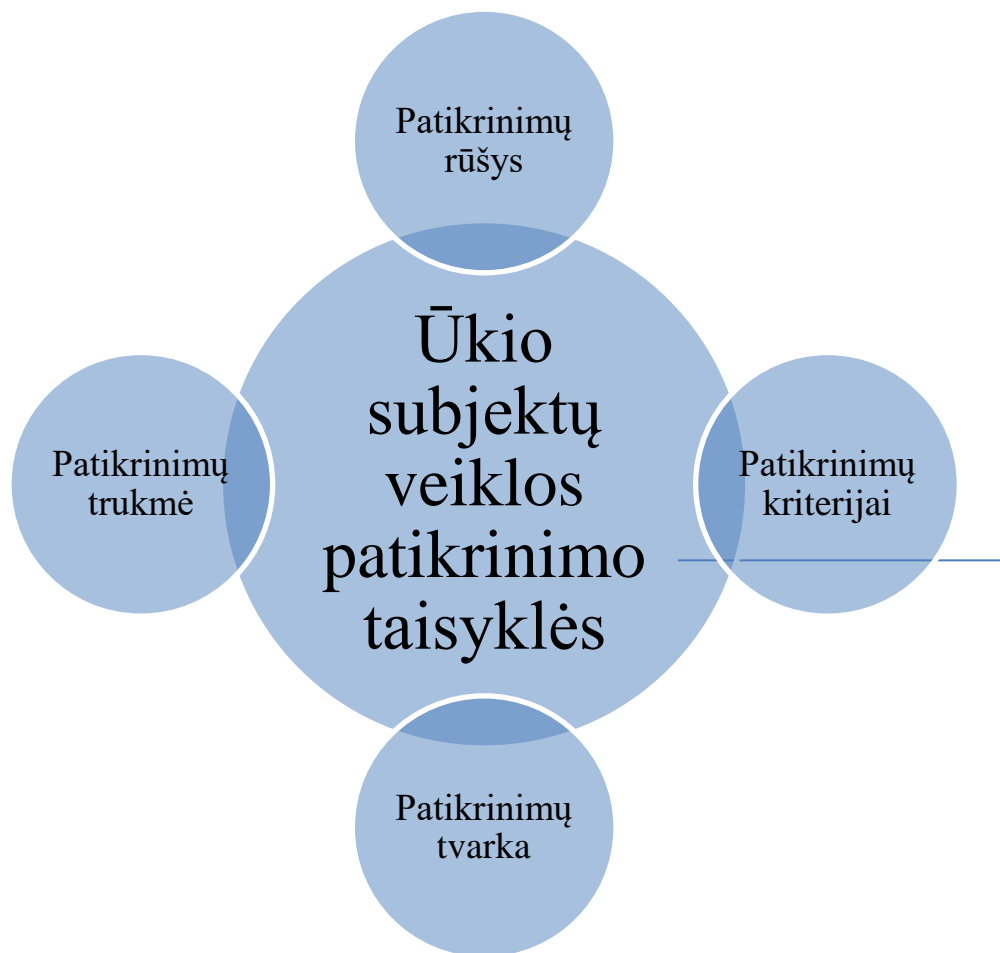 Patikrinimų
rūšys
Ūkio
subjektų
veiklos
patikrinimo
taisyklės
Patikrinimų
trukmė
Patikrinimų
kriterijai
Patikrinimų
tvarka